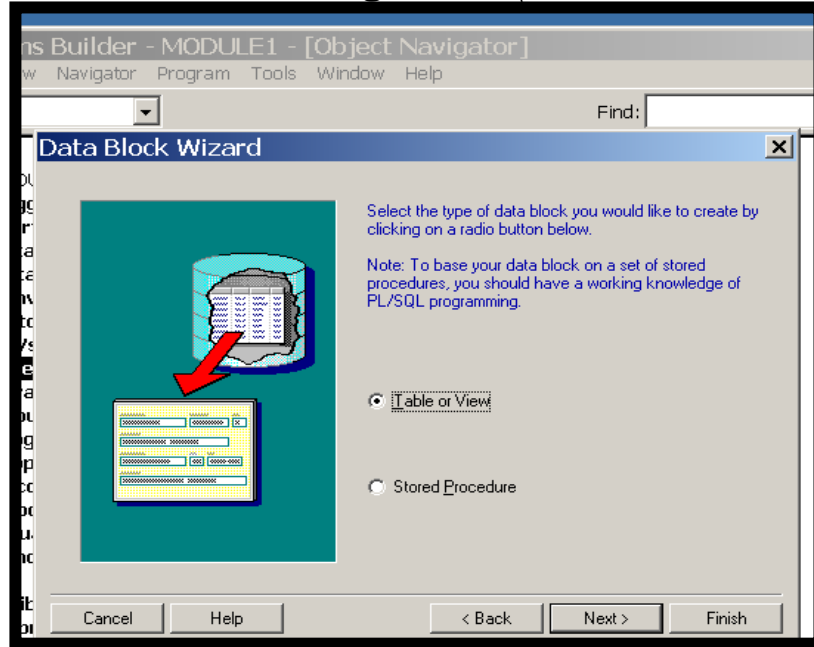 Builder - MODULE1 - [Object Navigator]
Navigator Program Tools Window Help
Find:
Data Block Wizard
Select the type of data block you would like to create by
clicking on a radio button below.
Note: To base your data block on a set of stored
procedures, you should have a working knowledge of
PL/SQL programming.
Table or View
Stored Procedure
Cancel Help < Back Next > Finish